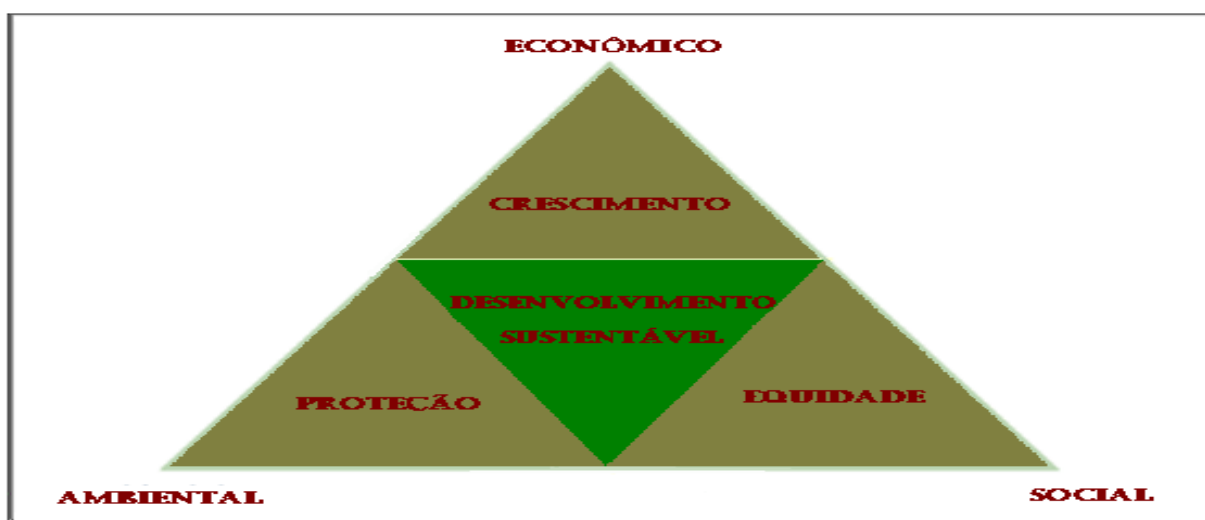 ECONÔMICO
CRESCIMENTO
DESENVOLVIMENTO
SUSTENTÁVEL
PROTEÇÃO
EQUIDADE
AMBIENTAL
SOCIAL